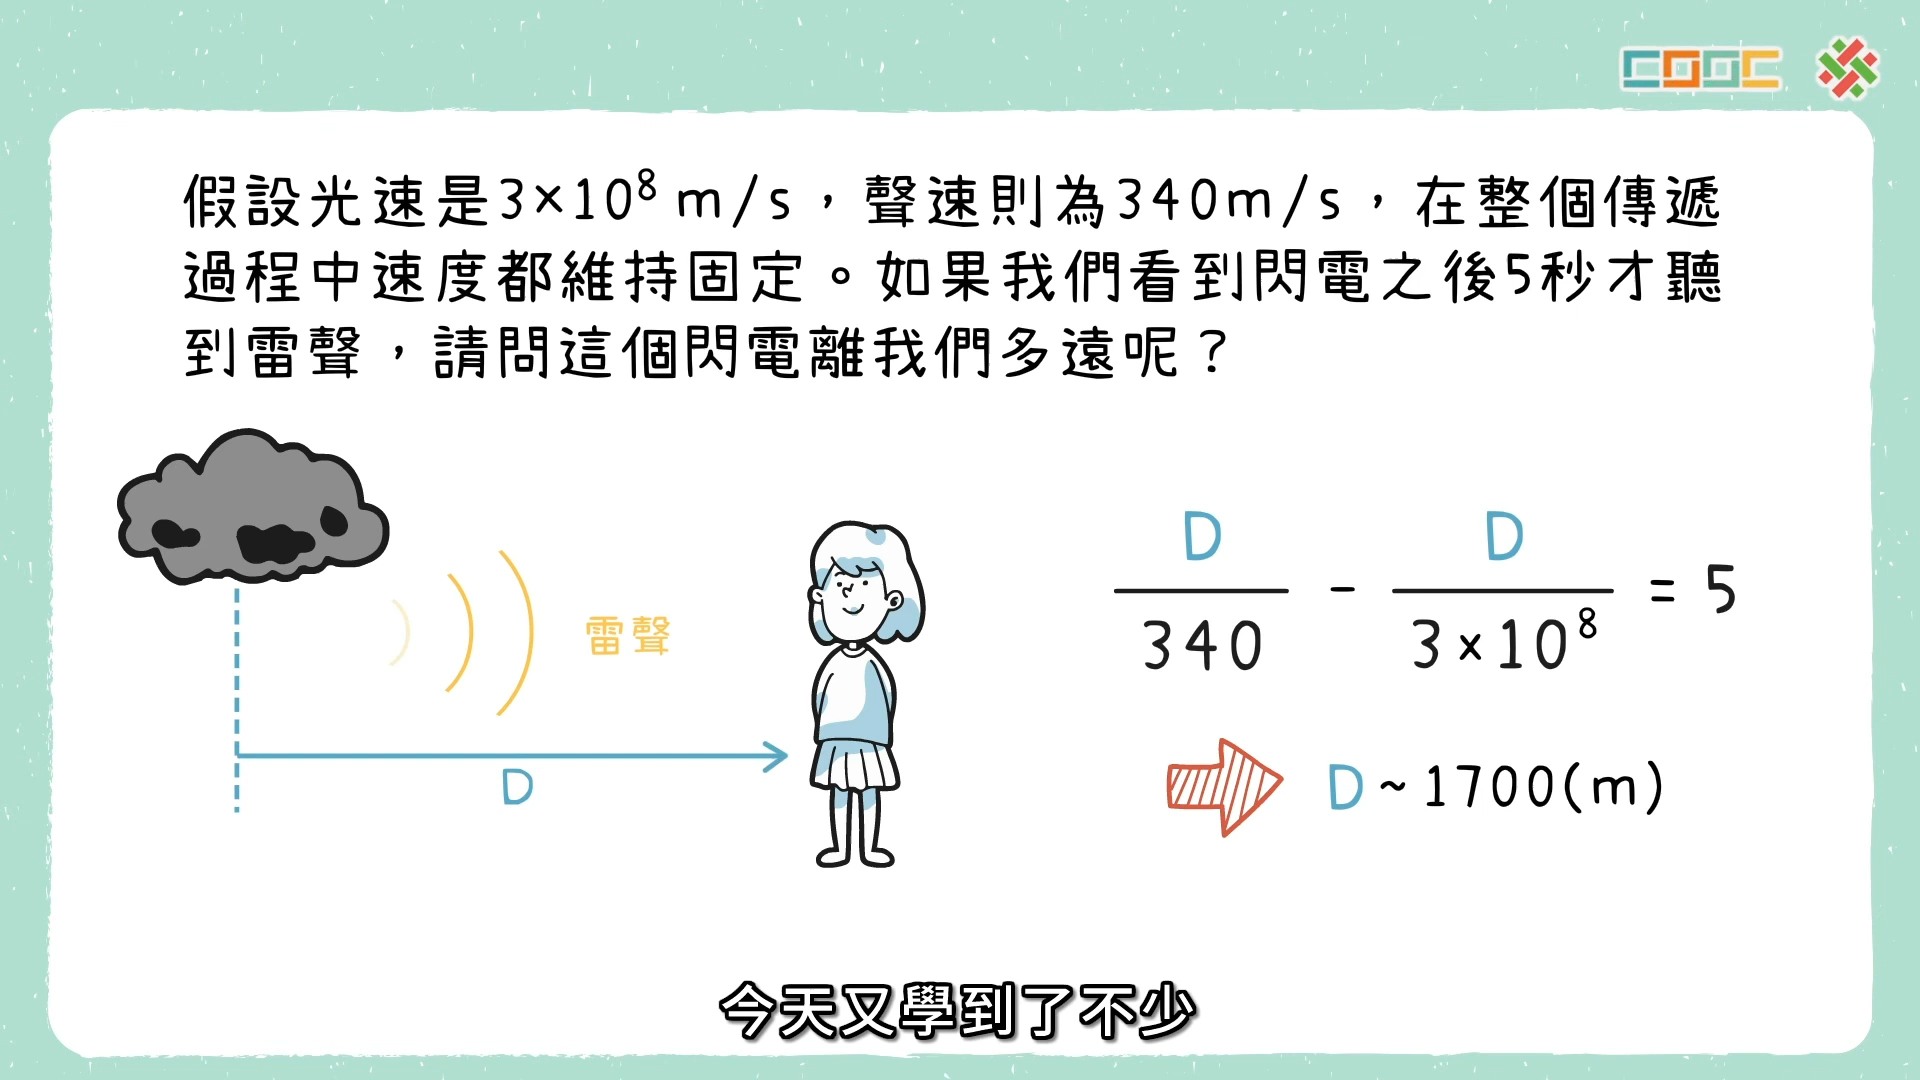 COOC
假設光速是3×10⁸ m/s，聲速則為340m/s，在整個傳遞
過程中速度都維持固定。如果我們看到閃電之後5秒才聽
到雷聲，請問這個閃電離我們多遠呢？
雷聲
D
D/340 - D/3×10⁸ = 5
D ~ 1700(m)
今天又學到了不少